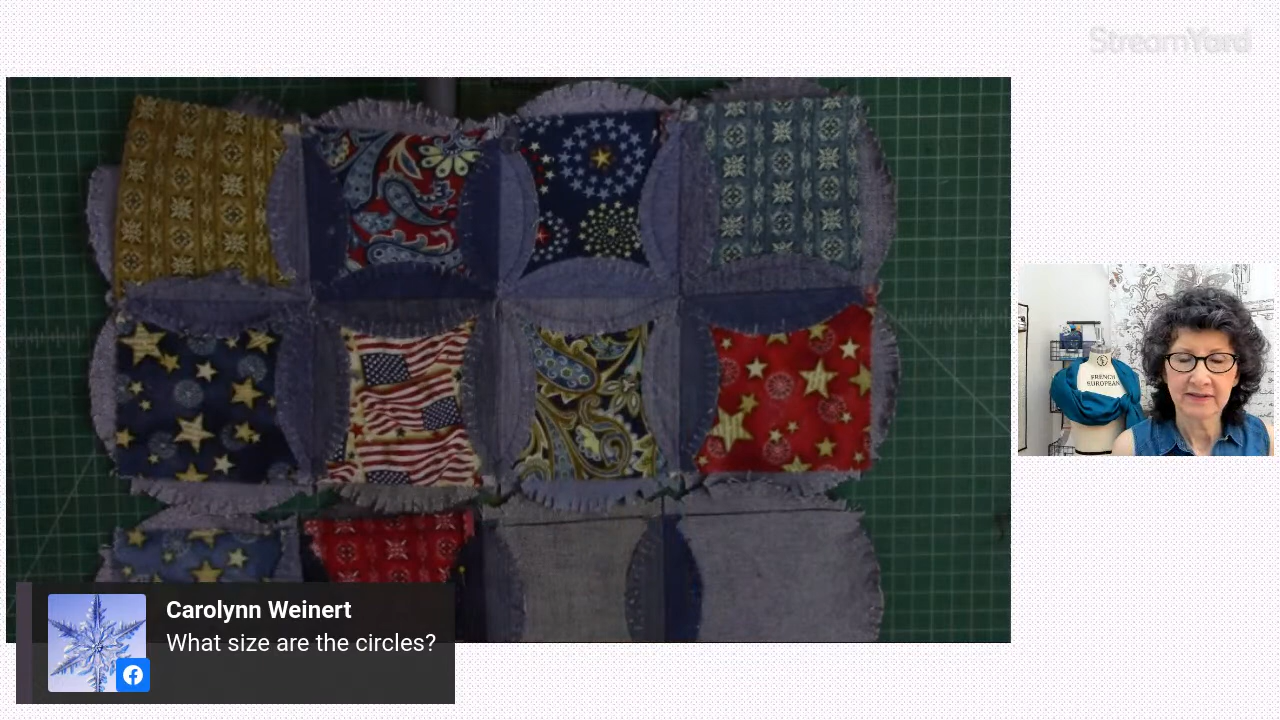 StreamYard
FRENCH
EUROPEAN
Carolynn Weinert
What size are the circles?